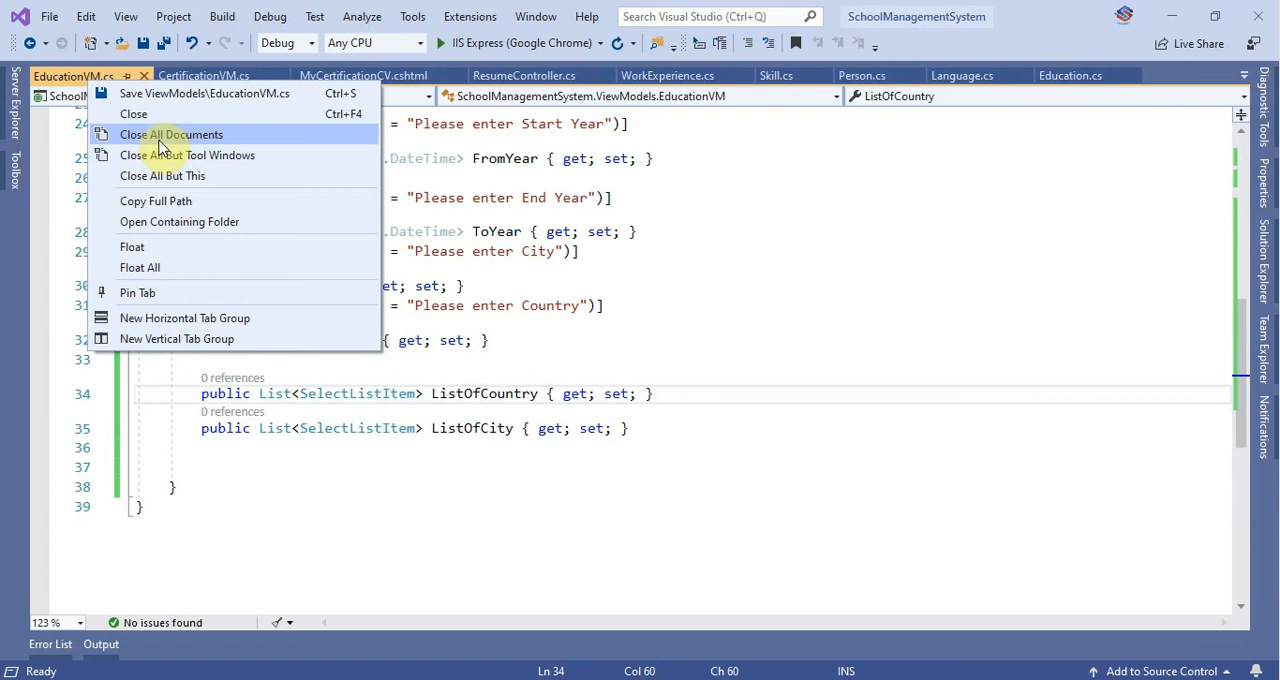 File Edit View Project Build Debug Test Analyze Tools Extensions Window Help Search Visual Studio (Ctrl+Q) SchoolManagementSystem
Debug Any CPU IIS Express (Google Chrome) Live Share
EducationVM.cs CertificationVM.cs MyCertificationCV.cshtml ResumeController.cs WorkExperience.cs Skill.cs Person.cs Language.cs Education.cs
SchoolManagementSystem.ViewModels.EducationVM ListOfCountry
Save ViewModels\EducationVM.cs Ctrl+S
Close Ctrl+F4
Close All Documents
Close All But Tool Windows
Close All But This
Copy Full Path
Open Containing Folder
Float
Float All
Pin Tab
New Horizontal Tab Group
New Vertical Tab Group
24 = "Please enter Start Year")]
25 .DateTime> FromYear { get; set; }
27 = "Please enter End Year")]
28 .DateTime> ToYear { get; set; }
29 = "Please enter City")]
30 et; set; }
31 = "Please enter Country")]
32 { get; set; }
33
0 references
34 public List<SelectListItem> ListOfCountry { get; set; }
0 references
35 public List<SelectListItem> ListOfCity { get; set; }
36
37
38 }
39 }
123 % No issues found
Error List Output
Ready Ln 34 Col 60 Ch 60 INS Add to Source Control
Server Explorer
Toolbox
Diagnostic Tools
Properties
Solution Explorer
Team Explorer
Notifications